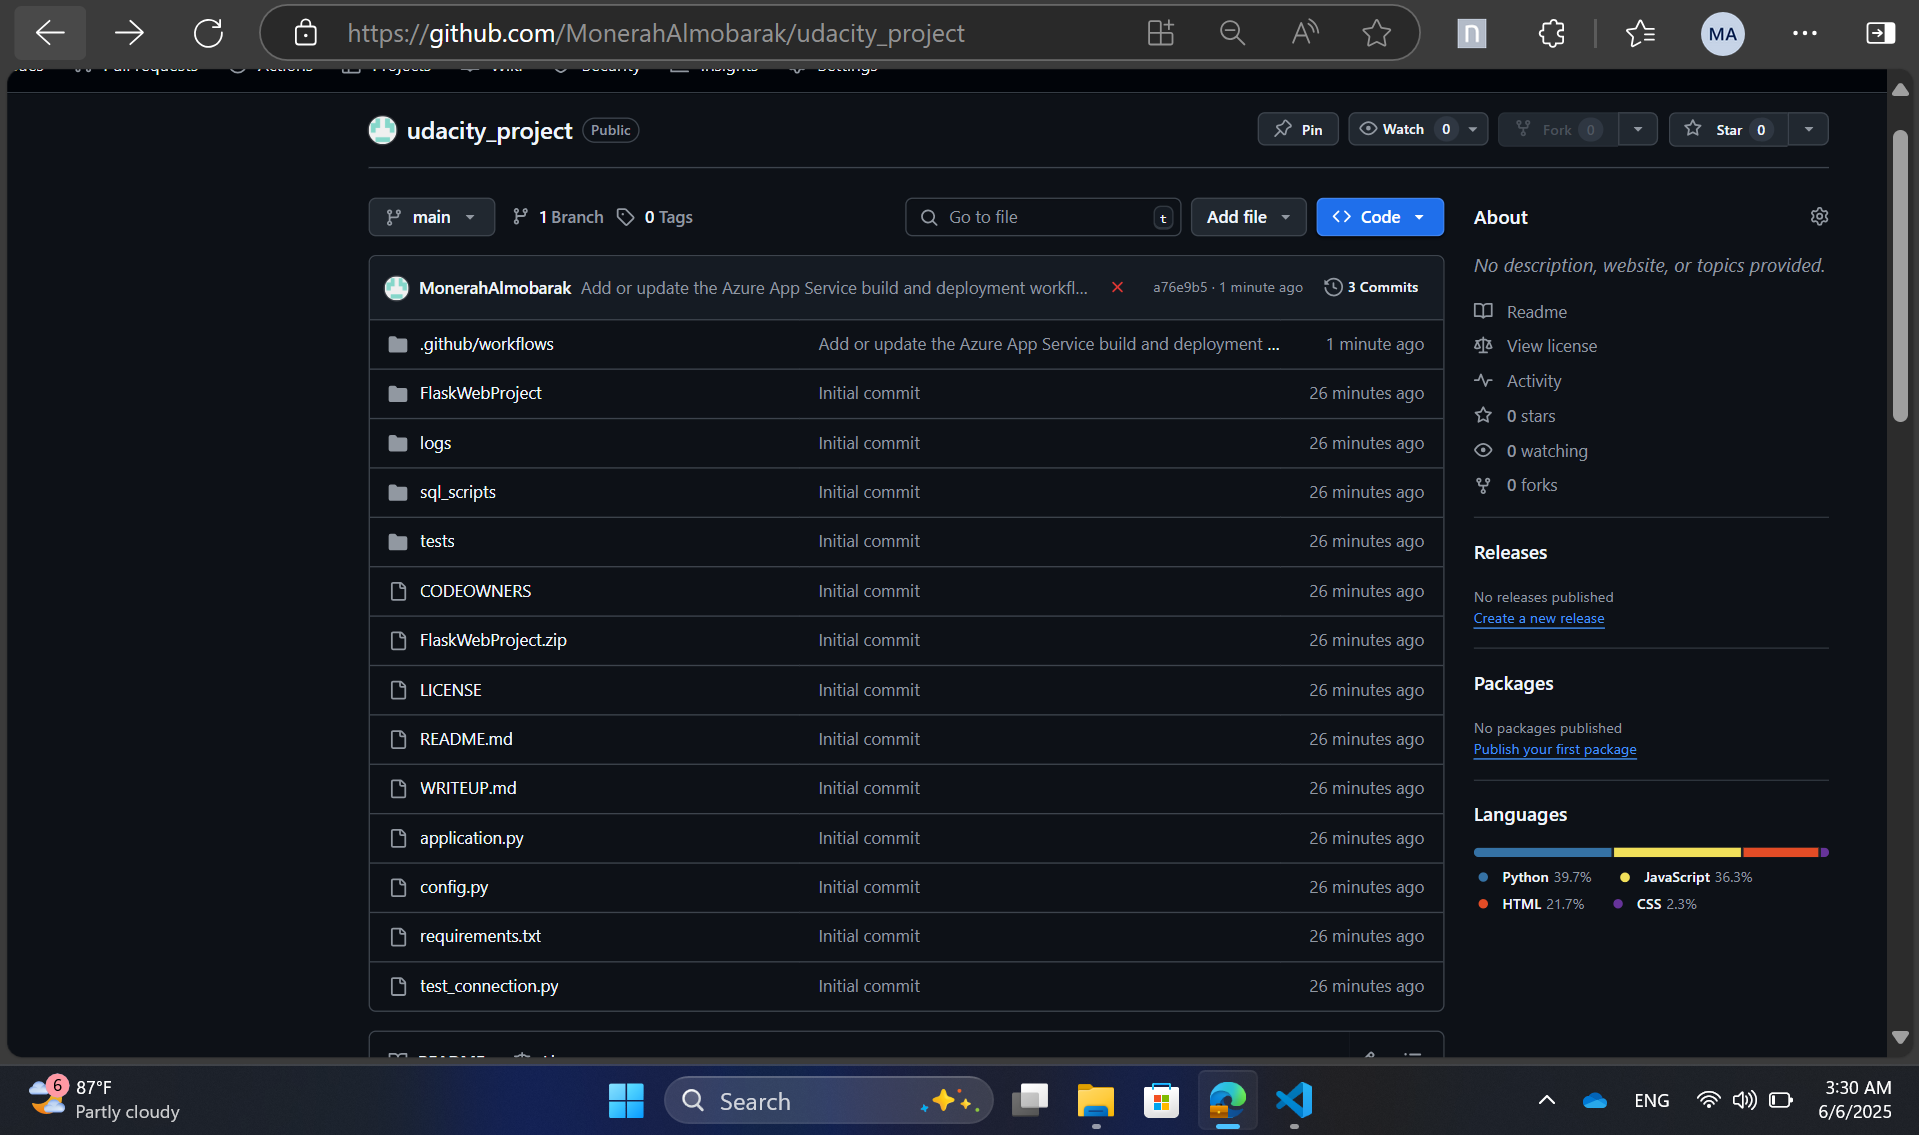 https://github.com/MonerahAlmobarak/udacity_project
n
MA
Pull requests Actions Projects Wiki Security Insights Settings
udacity_project Public
Pin Watch 0 Fork 0 Star 0
main 1 Branch 0 Tags
Go to file t Add file Code
MonerahAlmobarak Add or update the Azure App Service build and deployment workfl... a76e9b5 · 1 minute ago 3 Commits
.github/workflows Add or update the Azure App Service build and deployment ... 1 minute ago
FlaskWebProject Initial commit 26 minutes ago
logs Initial commit 26 minutes ago
sql_scripts Initial commit 26 minutes ago
tests Initial commit 26 minutes ago
CODEOWNERS Initial commit 26 minutes ago
FlaskWebProject.zip Initial commit 26 minutes ago
LICENSE Initial commit 26 minutes ago
README.md Initial commit 26 minutes ago
WRITEUP.md Initial commit 26 minutes ago
application.py Initial commit 26 minutes ago
config.py Initial commit 26 minutes ago
requirements.txt Initial commit 26 minutes ago
test_connection.py Initial commit 26 minutes ago
About
No description, website, or topics provided.
Readme
View license
Activity
0 stars
0 watching
0 forks
Releases
No releases published
Create a new release
Packages
No packages published
Publish your first package
Languages
Python 39.7% JavaScript 36.3%
HTML 21.7% CSS 2.3%
6
87°F
Partly cloudy
Search
ENG
3:30 AM
6/6/2025